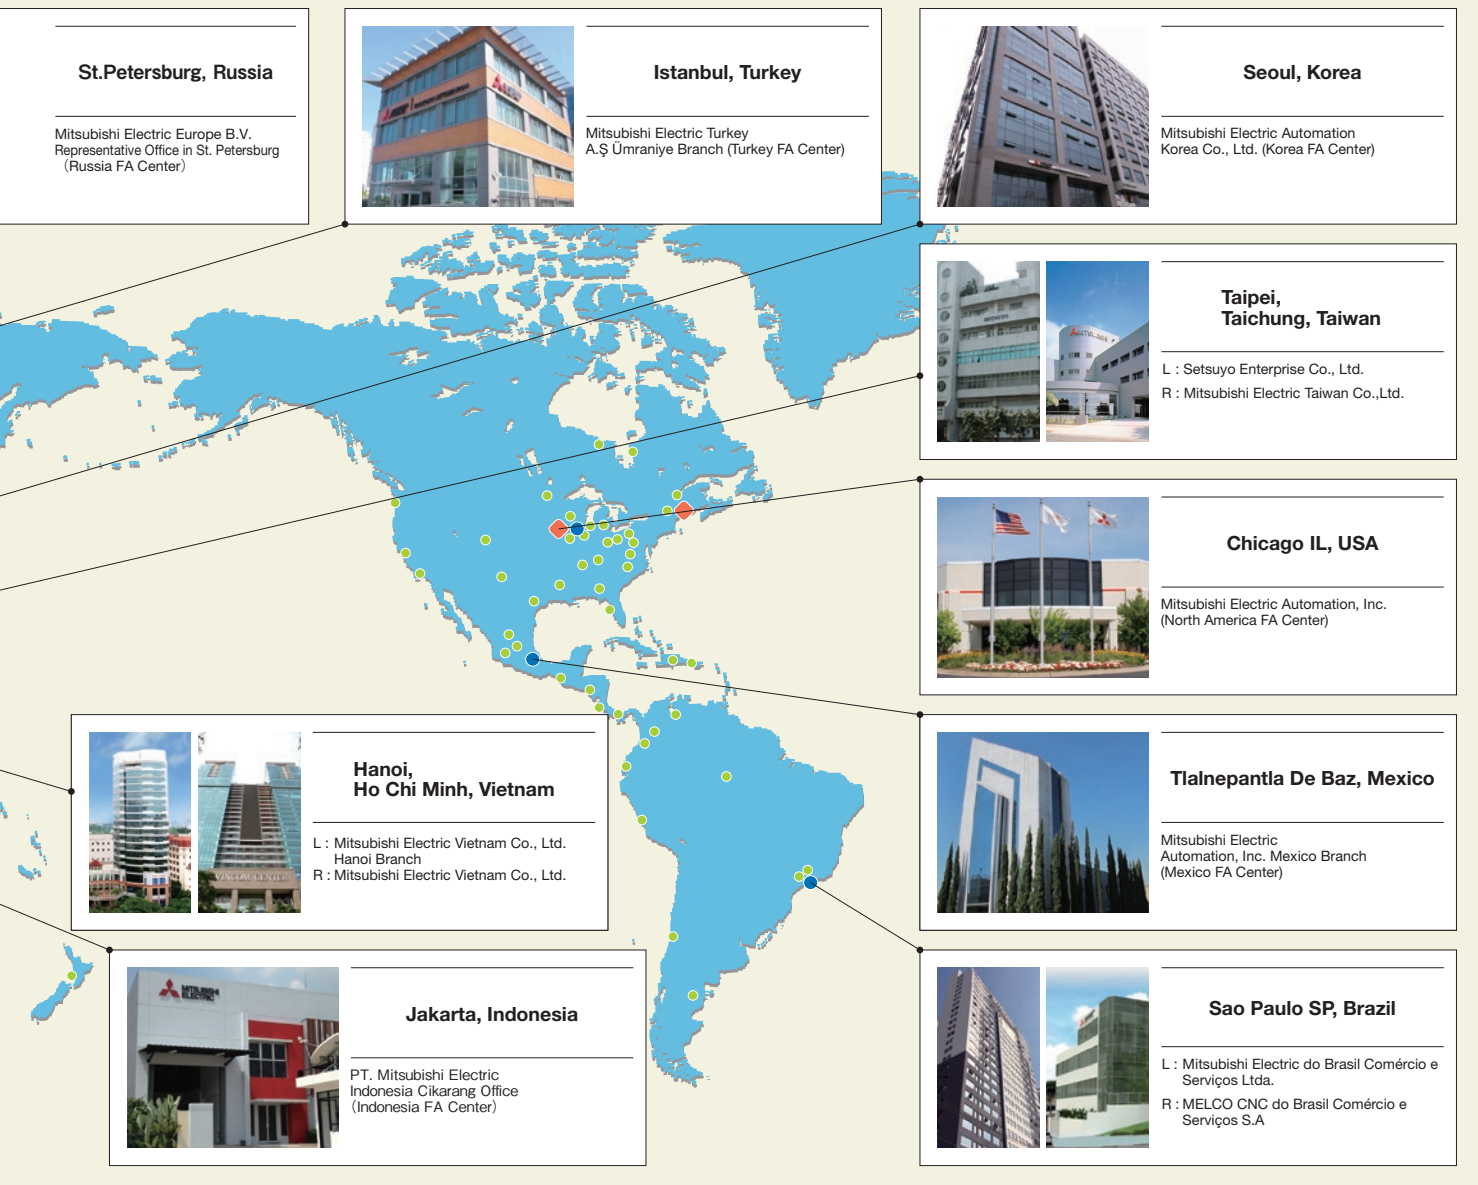 St.Petersburg, Russia
Mitsubishi Electric Europe B.V.
Representative Office in St. Petersburg
(Russia FA Center)
Istanbul, Turkey
Mitsubishi Electric Turkey
A.Ş Ümraniye Branch (Turkey FA Center)
Seoul, Korea
Mitsubishi Electric Automation
Korea Co., Ltd. (Korea FA Center)
Taipei,
Taichung, Taiwan
L : Setsuyo Enterprise Co., Ltd.
R : Mitsubishi Electric Taiwan Co.,Ltd.
Chicago IL, USA
Mitsubishi Electric Automation, Inc.
(North America FA Center)
Hanoi,
Ho Chi Minh, Vietnam
L : Mitsubishi Electric Vietnam Co., Ltd.
Hanoi Branch
R : Mitsubishi Electric Vietnam Co., Ltd.
VINCOM CENTER
Tlalnepantla De Baz, Mexico
Mitsubishi Electric
Automation, Inc. Mexico Branch
(Mexico FA Center)
MITSUBISHI
ELECTRIC
Jakarta, Indonesia
PT. Mitsubishi Electric
Indonesia Cikarang Office
(Indonesia FA Center)
Sao Paulo SP, Brazil
L : Mitsubishi Electric do Brasil Comércio e
Serviços Ltda.
R : MELCO CNC do Brasil Comércio e
Serviços S.A